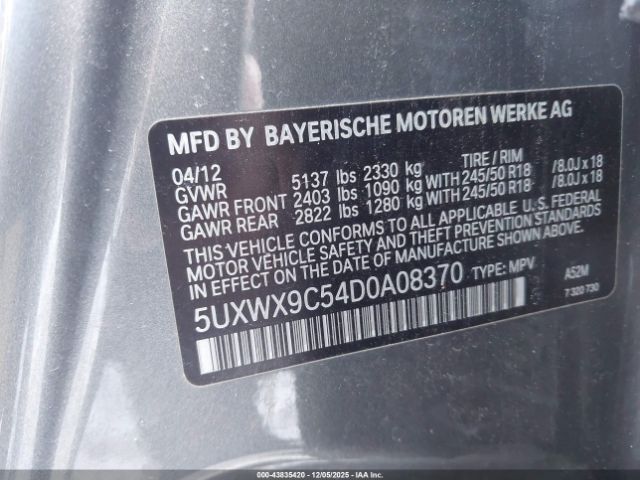 MFD BY BAYERISCHE MOTOREN WERKE AG
04/12 TIRE / RIM
GVWR 5137 lbs 2330 kg
GAWR FRONT 2403 lbs 1090 kg WITH 245/50 R18 /8.0J x 18
GAWR REAR 2822 lbs 1280 kg WITH 245/50 R18 /8.0J x 18
THIS VEHICLE CONFORMS TO ALL APPLICABLE U. S. FEDERAL
MOTOR VEHICLE SAFETY AND THEFT PREVENTION STANDARDS
IN EFFECT ON THE DATE OF MANUFACTURE SHOWN ABOVE.
5UXWX9C54D0A08370 TYPE: MPV A52M
7 320 730
www.iaai.com 00-43835420 * 12/05/2025 * © IAA Inc.